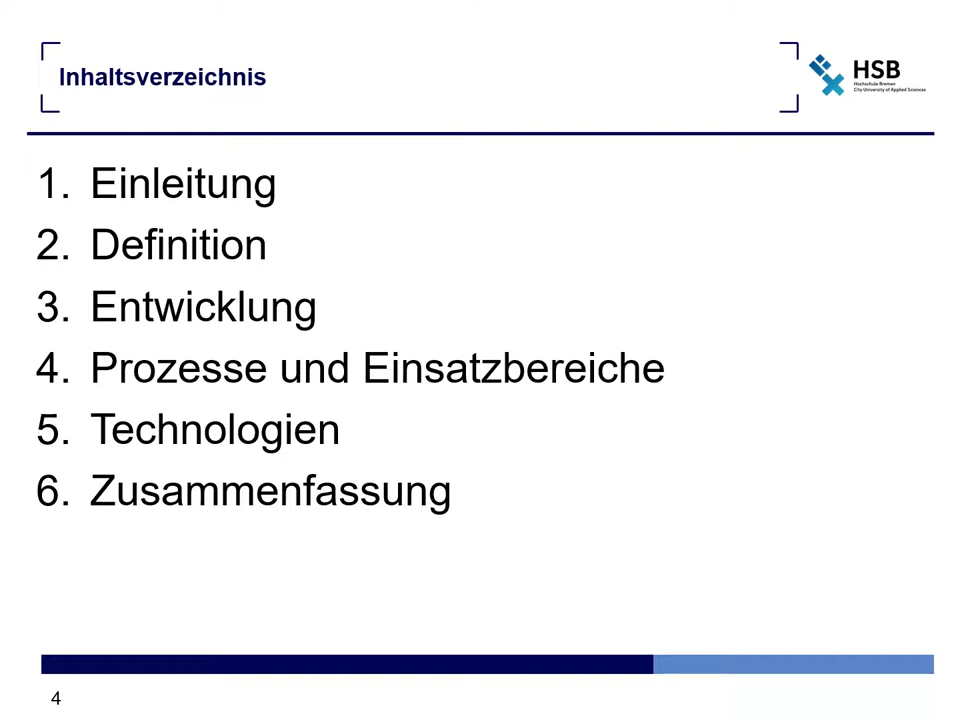 Inhaltsverzeichnis
HSB
Hochschule Bremen
City University of Applied Sciences
1. Einleitung
2. Definition
3. Entwicklung
4. Prozesse und Einsatzbereiche
5. Technologien
6. Zusammenfassung
4